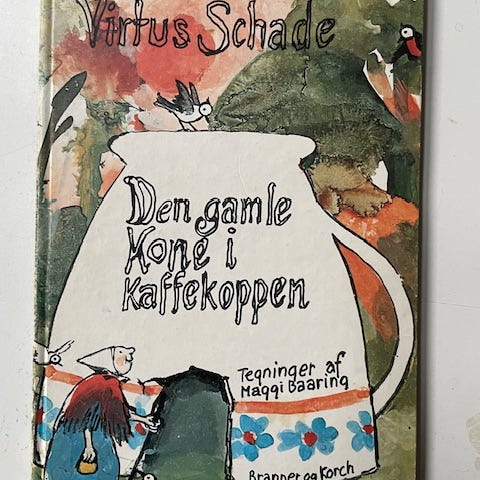 Virtus Schade
Den gamle
Kone i
Kaffekoppen
Tegninger af
Maggi Baaring
Branner og Korch